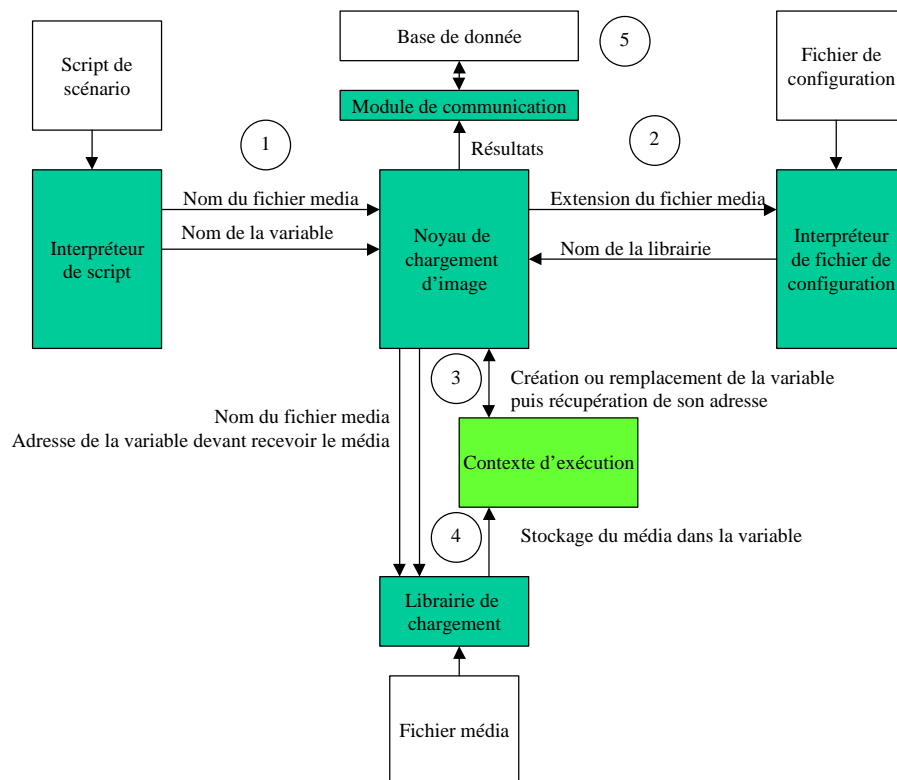 Script de
scénario
Base de donnée
5
Fichier de
configuration
Module de communication
1
2
Résultats
Nom du fichier media
Extension du fichier media
Nom de la variable
Nom de la librairie
Interpréteur
de script
Noyau de
chargement
d’image
Interpréteur
de fichier de
configuration
3
Création ou remplacement de la variable
puis récupération de son adresse
Nom du fichier media
Adresse de la variable devant recevoir le média
Contexte d’exécution
4
Stockage du média dans la variable
Librairie de
chargement
Fichier média